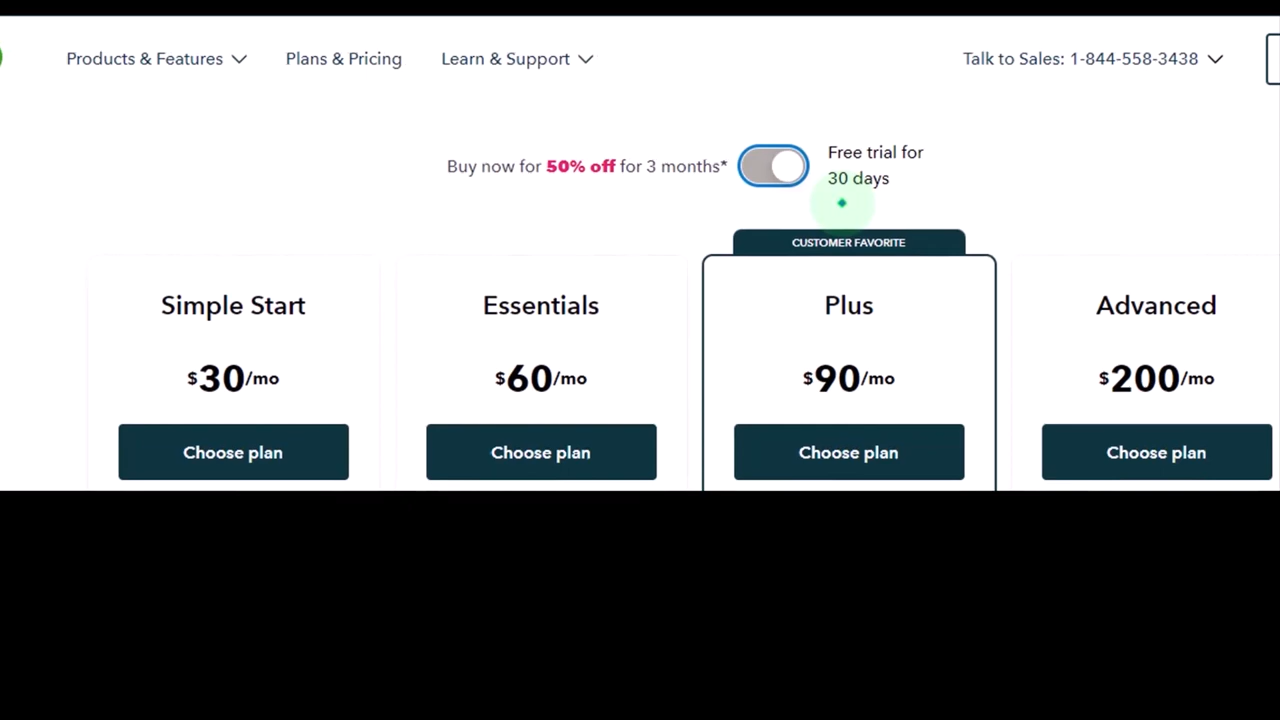 Products & Features Plans & Pricing Learn & Support Talk to Sales: 1-844-558-3438
Buy now for 50% off for 3 months*
Free trial for
30 days
CUSTOMER FAVORITE
Simple Start Essentials Plus Advanced
$30/mo $60/mo $90/mo $200/mo
Choose plan Choose plan Choose plan Choose plan